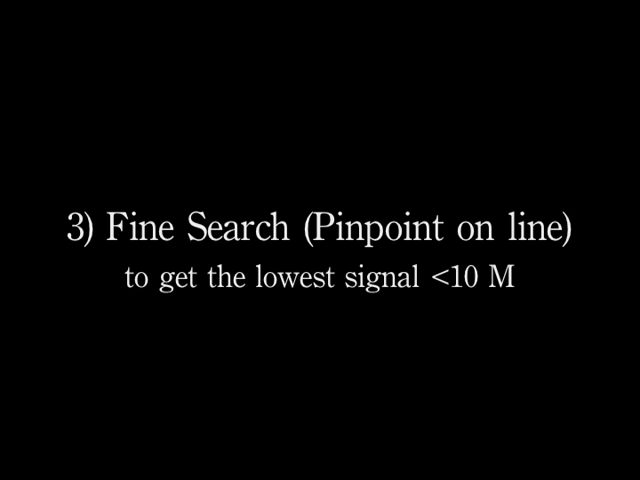 3) Fine Search (Pinpoint on line)
to get the lowest signal <10 M